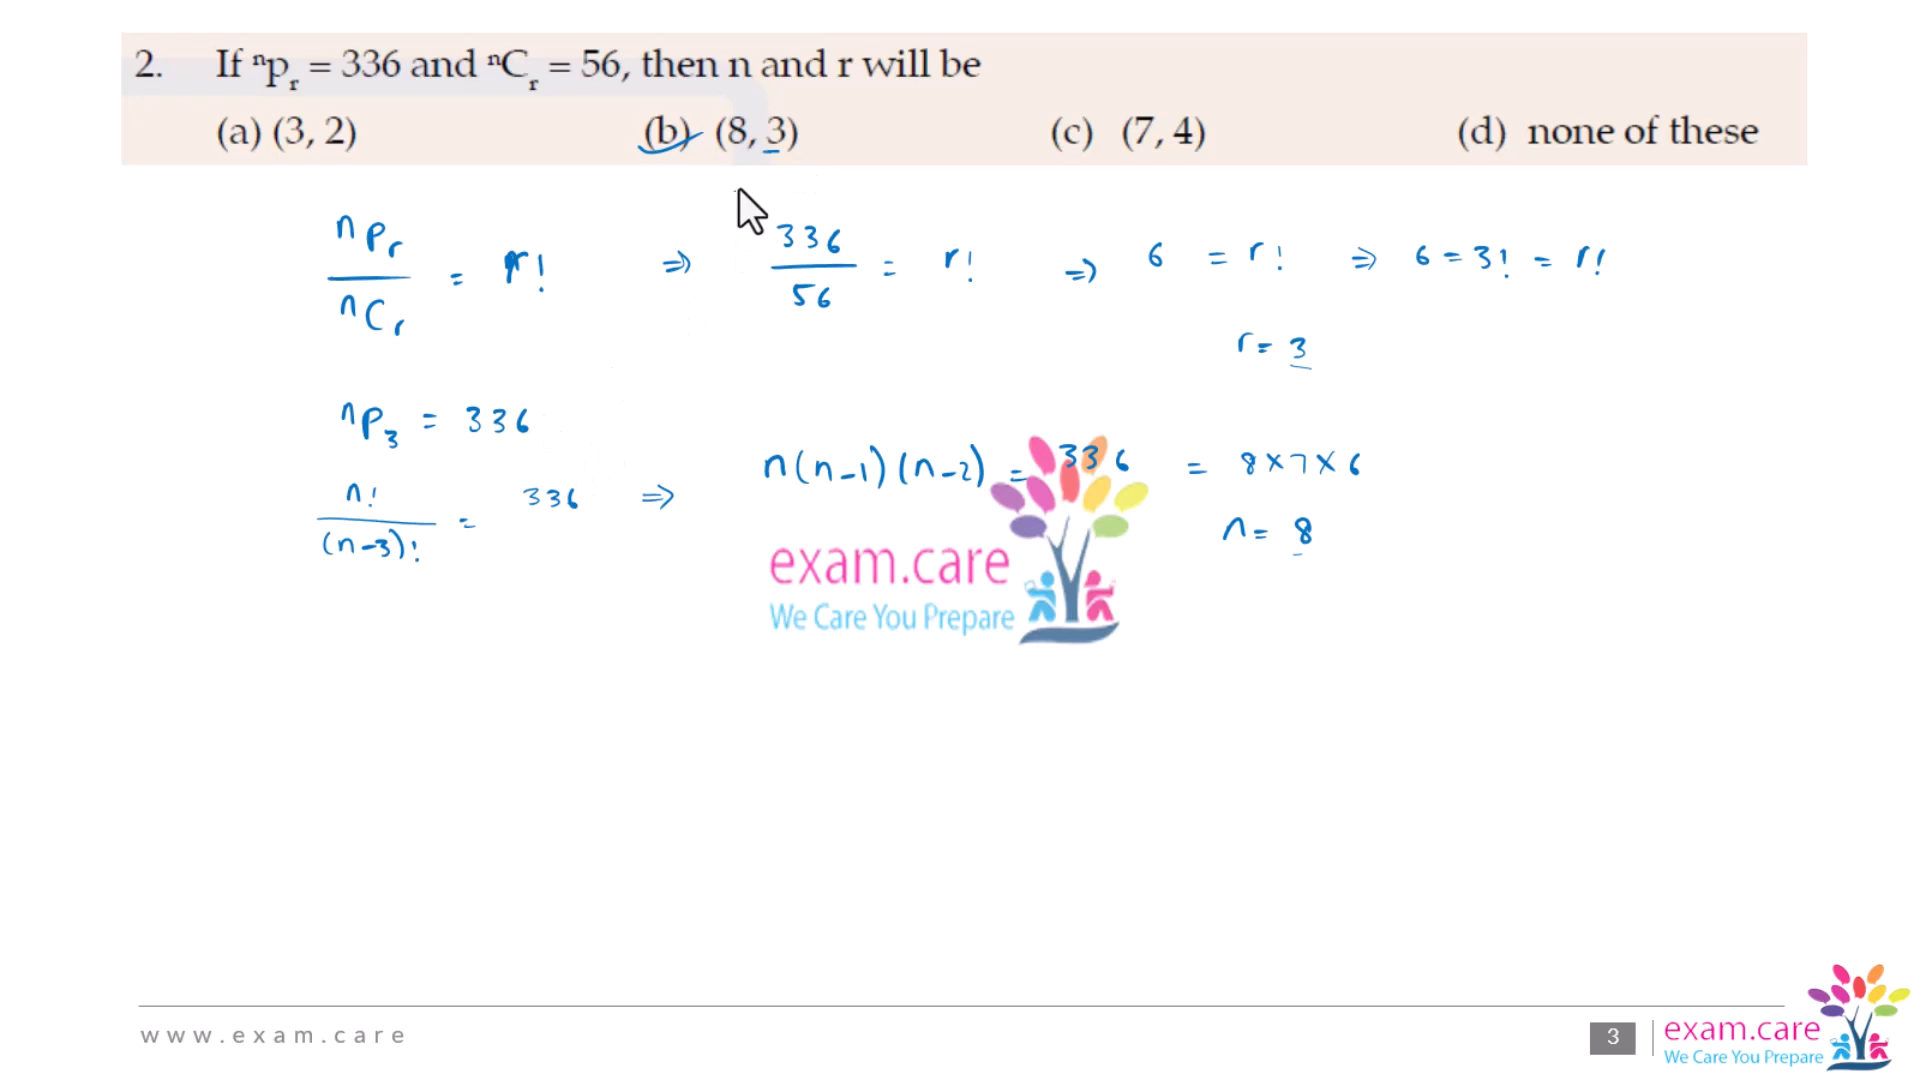 2. If ⁿpᵣ = 336 and ⁿCᵣ = 56, then n and r will be
(a) (3, 2) (b) (8, 3) (c) (7, 4) (d) none of these
ⁿPᵣ / ⁿCᵣ = r! ⇒ 336 / 56 = r! ⇒ 6 = r! ⇒ 6 = 3! = r!
r = 3
ⁿP₃ = 336
n! / (n-3)! = 336 ⇒ n(n-1)(n-2) = 336 = 8×7×6
n = 8
exam.care
We Care You Prepare
www.exam.care
3
exam.care
We Care You Prepare